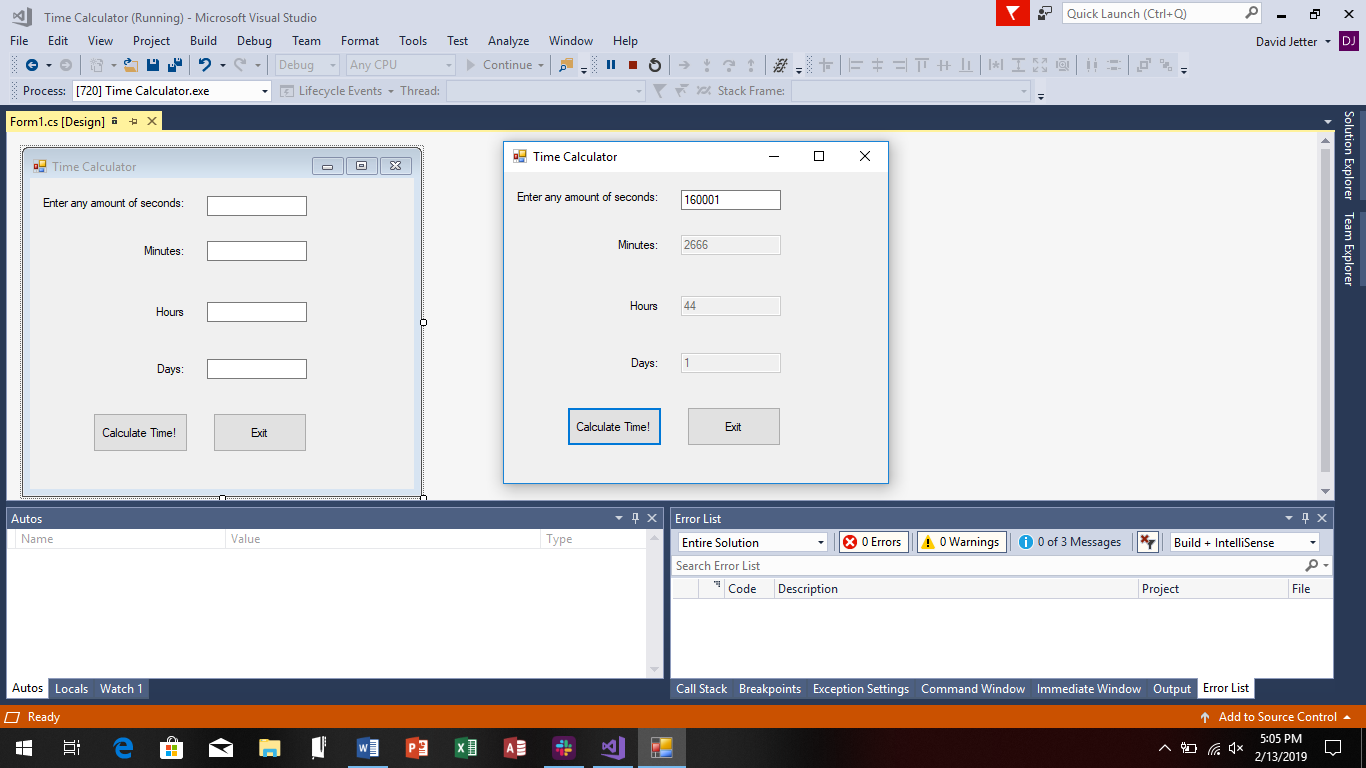 Time Calculator (Running) - Microsoft Visual Studio
Quick Launch (Ctrl+Q)
File Edit View Project Build Debug Team Format Tools Test Analyze Window Help
David Jetter DJ
Debug Any CPU Continue
Process: [720] Time Calculator.exe Lifecycle Events Thread: Stack Frame:
Form1.cs [Design]
Solution Explorer
Team Explorer
Time Calculator
Enter any amount of seconds:
Minutes:
Hours
Days:
Calculate Time! Exit
Time Calculator
Enter any amount of seconds: 160001
Minutes: 2666
Hours 44
Days: 1
Calculate Time! Exit
Autos
Name Value Type
Autos Locals Watch 1
Error List
Entire Solution 0 Errors 0 Warnings 0 of 3 Messages Build + IntelliSense
Search Error List
Code Description Project File
Call Stack Breakpoints Exception Settings Command Window Immediate Window Output Error List
Ready
Add to Source Control
5:05 PM
2/13/2019